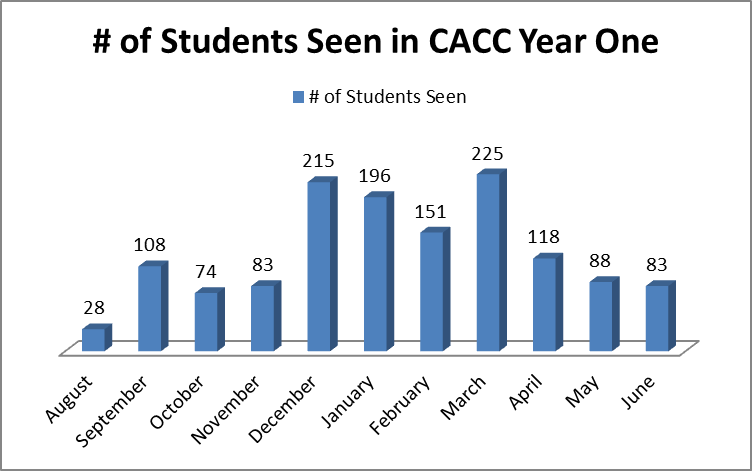 # of Students Seen in CACC Year One
# of Students Seen
28
108
74
83
215
196
151
225
118
88
83
August
September
October
November
December
January
February
March
April
May
June